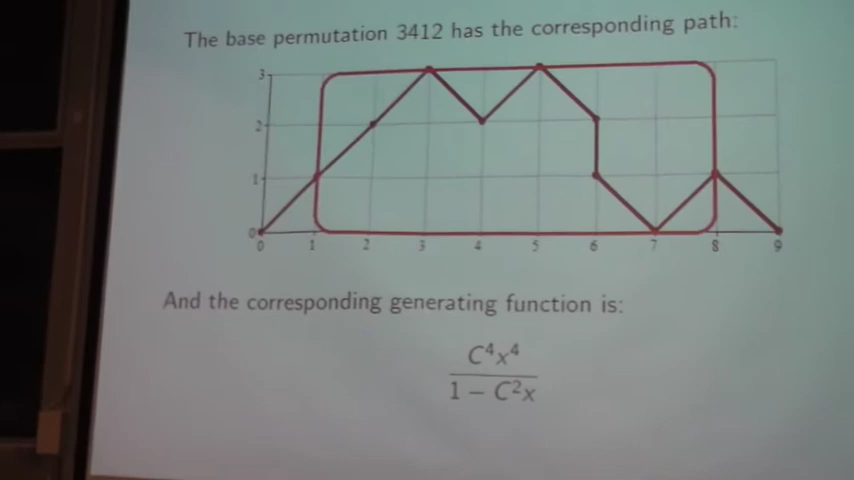 The base permutation 3412 has the corresponding path:
3
2
1
0
0 1 2 3 4 5 6 7 8 9
And the corresponding generating function is:
C⁴x⁴
1 − C²x